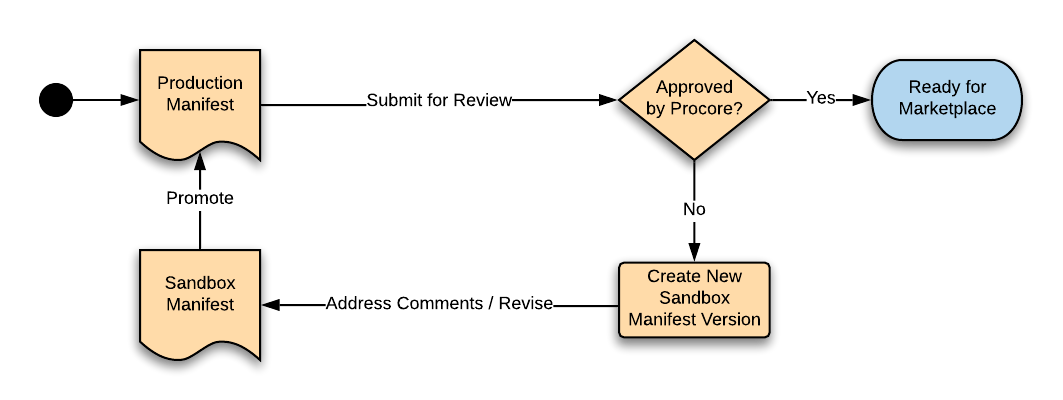 Production
Manifest
Submit for Review
Approved
by Procore?
Yes
Ready for
Marketplace
Promote
No
Sandbox
Manifest
Address Comments / Revise
Create New
Sandbox
Manifest Version